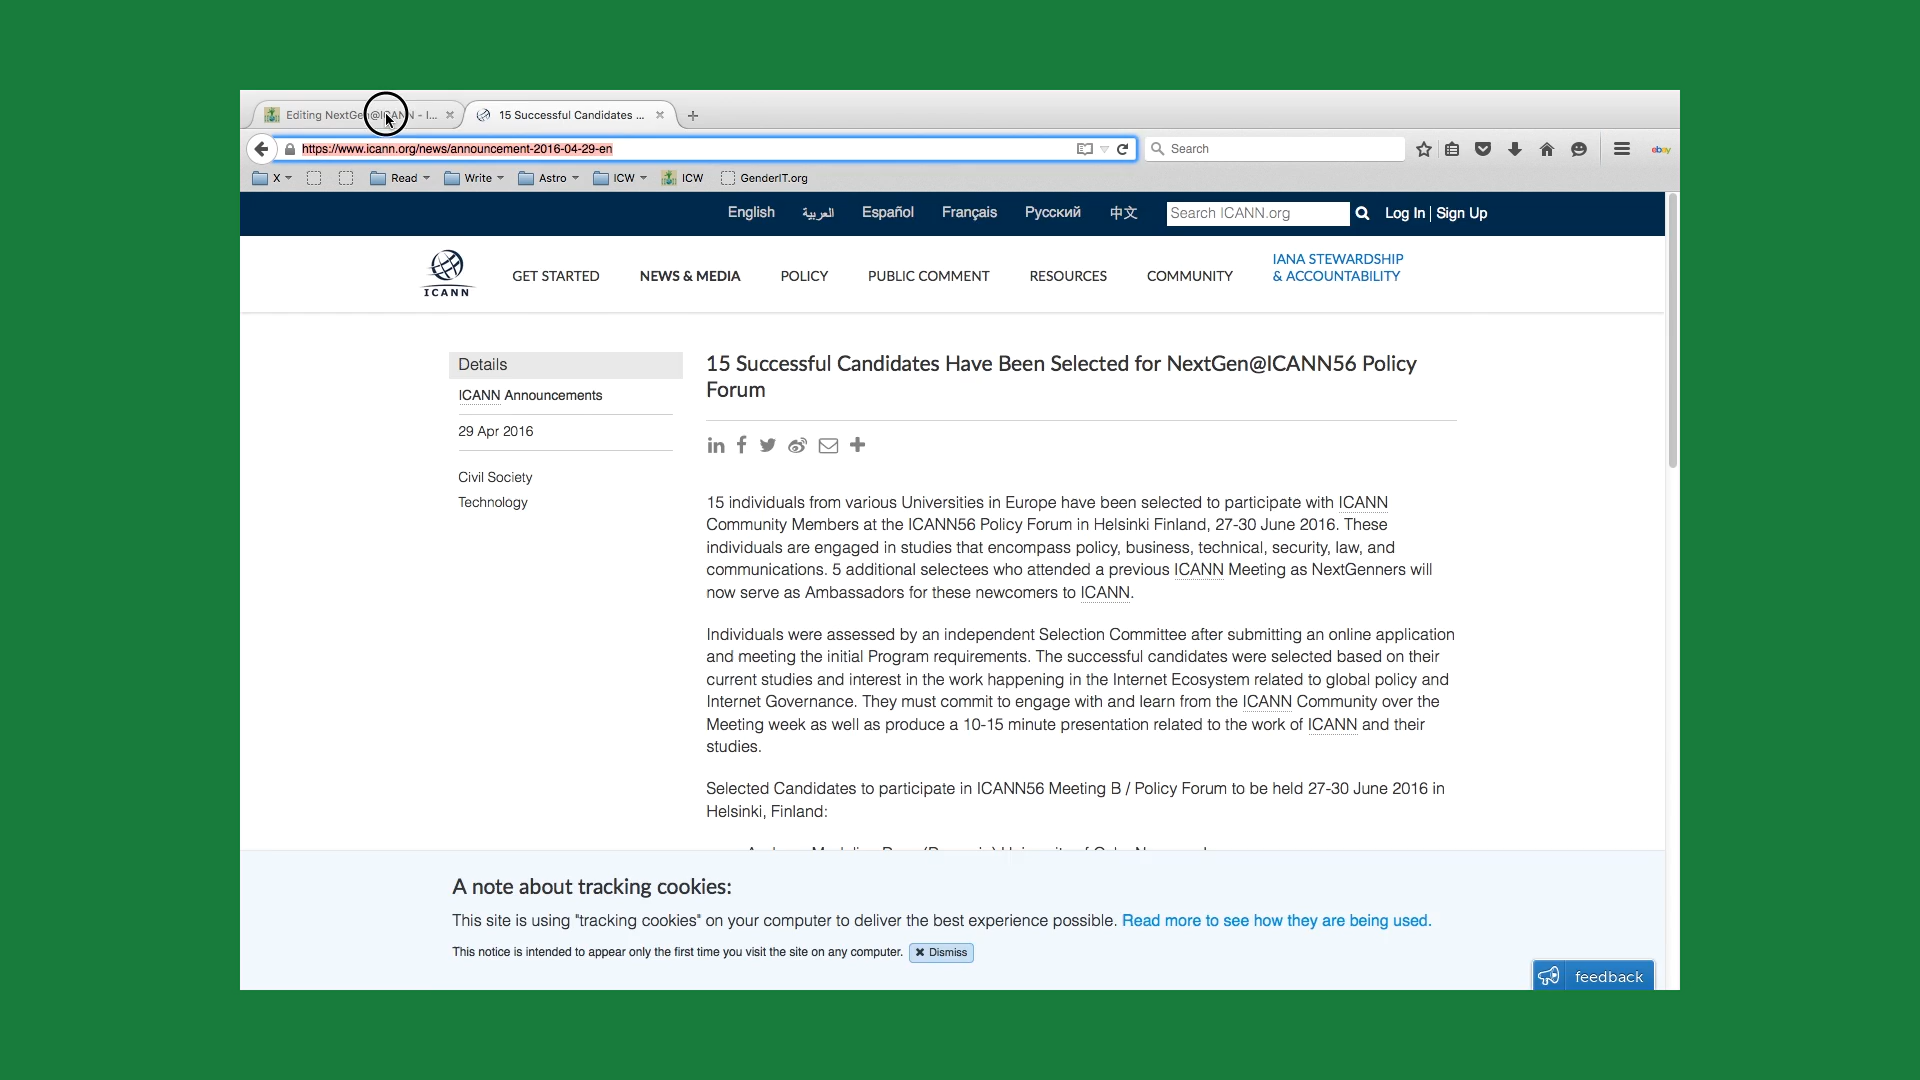 Editing NextGen@ICANN - I...
15 Successful Candidates ...
https://www.icann.org/news/announcement-2016-04-29-en
Search
ebay
X
Read
Write
Astro
ICW
ICW
GenderIT.org
English
العربية
Español
Français
Русский
中文
Search ICANN.org
Log In | Sign Up
ICANN
GET STARTED
NEWS & MEDIA
POLICY
PUBLIC COMMENT
RESOURCES
COMMUNITY
IANA STEWARDSHIP
& ACCOUNTABILITY
Details
ICANN Announcements
29 Apr 2016
Civil Society
Technology
15 Successful Candidates Have Been Selected for NextGen@ICANN56 Policy
Forum
15 individuals from various Universities in Europe have been selected to participate with ICANN
Community Members at the ICANN56 Policy Forum in Helsinki Finland, 27-30 June 2016. These
individuals are engaged in studies that encompass policy, business, technical, security, law, and
communications. 5 additional selectees who attended a previous ICANN Meeting as NextGenners will
now serve as Ambassadors for these newcomers to ICANN.
Individuals were assessed by an independent Selection Committee after submitting an online application
and meeting the initial Program requirements. The successful candidates were selected based on their
current studies and interest in the work happening in the Internet Ecosystem related to global policy and
Internet Governance. They must commit to engage with and learn from the ICANN Community over the
Meeting week as well as produce a 10-15 minute presentation related to the work of ICANN and their
studies.
Selected Candidates to participate in ICANN56 Meeting B / Policy Forum to be held 27-30 June 2016 in
Helsinki, Finland:
A note about tracking cookies:
This site is using "tracking cookies" on your computer to deliver the best experience possible. Read more to see how they are being used.
This notice is intended to appear only the first time you visit the site on any computer. ✖ Dismiss
feedback